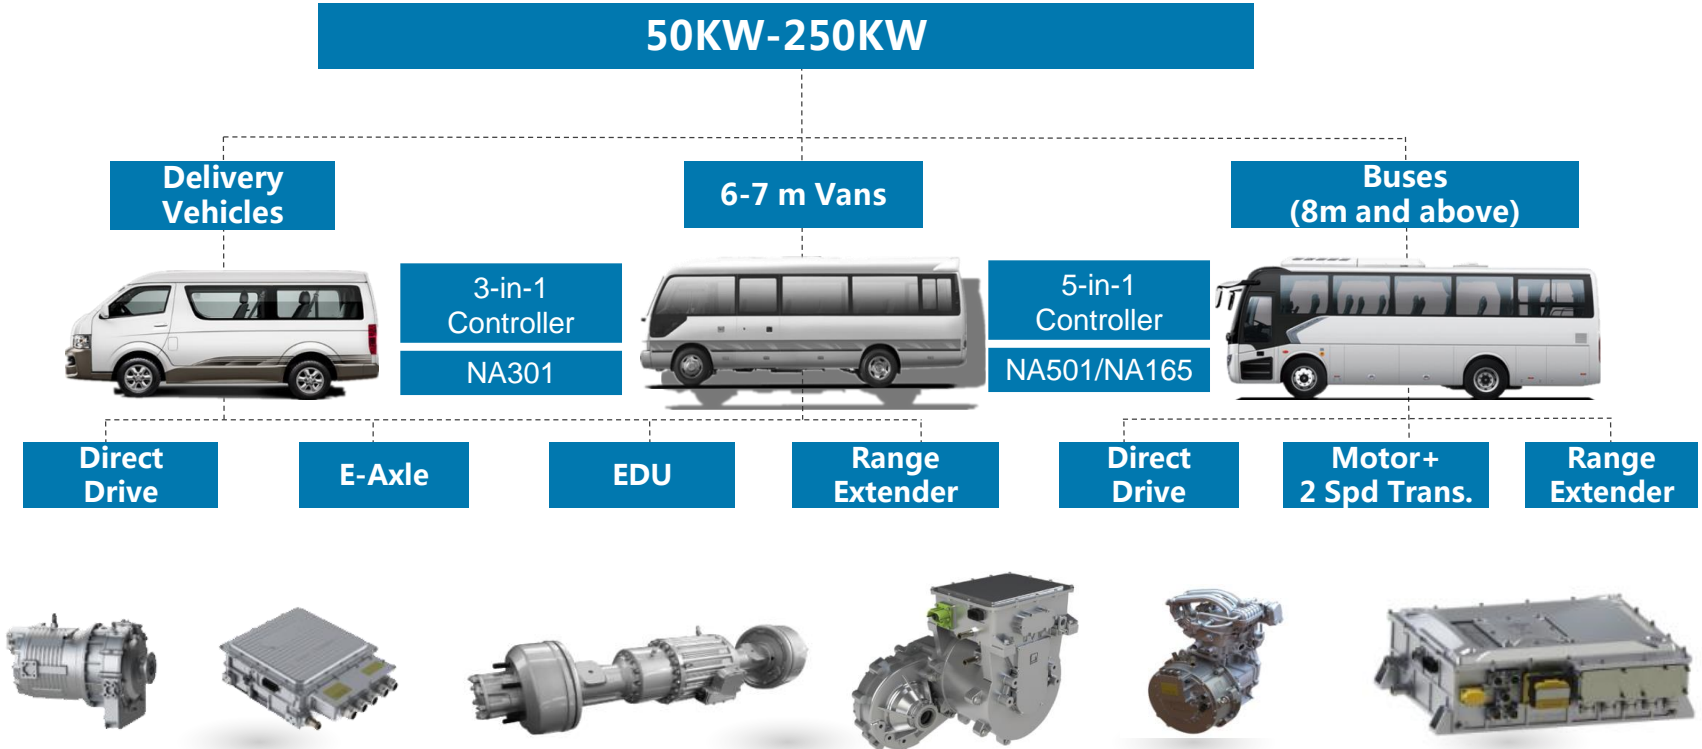 50KW-250KW
Delivery
Vehicles
6-7 m Vans
Buses
(8m and above)
3-in-1
Controller
NA301
5-in-1
Controller
NA501/NA165
Direct
Drive
E-Axle
EDU
Range
Extender
Direct
Drive
Motor+
2 Spd Trans.
Range
Extender